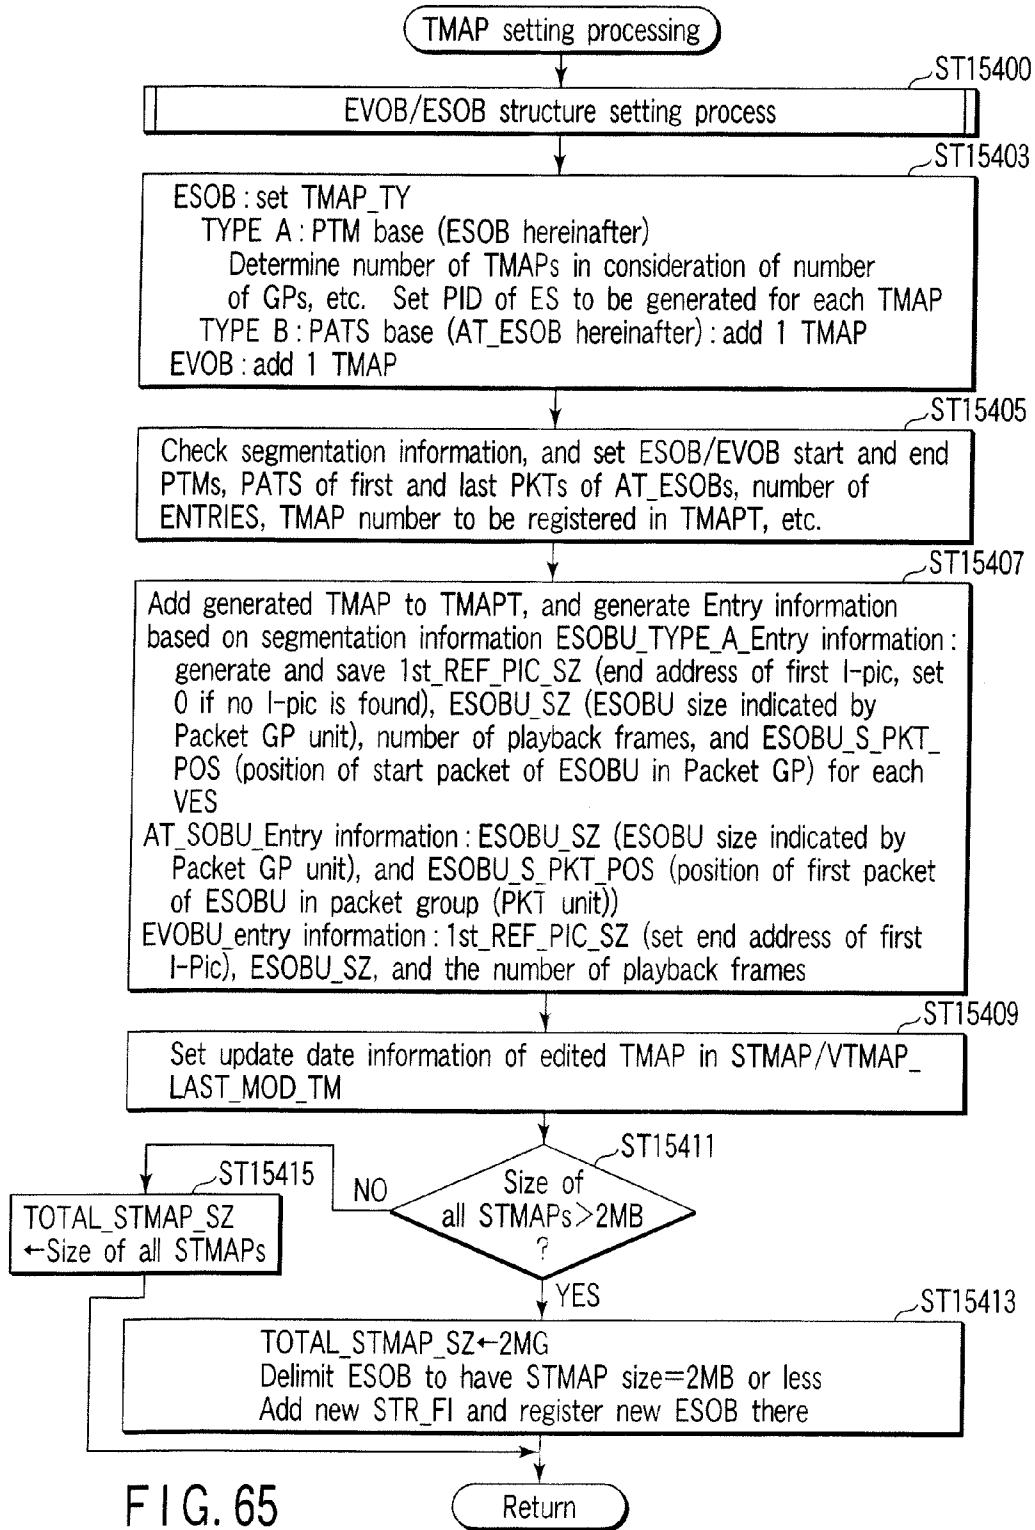 TMAP setting processing
ST15400
EVOB/ESOB structure setting process
ST15403
ESOB : set TMAP_TY
TYPE A : PTM base (ESOB hereinafter)
Determine number of TMAPs in consideration of number
of GPs, etc. Set PID of ES to be generated for each TMAP
TYPE B : PATS base (AT_ESOB hereinafter) : add 1 TMAP
EVOB : add 1 TMAP
ST15405
Check segmentation information, and set ESOB/EVOB start and end
PTMs, PATS of first and last PKTs of AT_ESOBs, number of
ENTRIES, TMAP number to be registered in TMAPT, etc.
ST15407
Add generated TMAP to TMAPT, and generate Entry information
based on segmentation information ESOBU_TYPE_A_Entry information :
generate and save 1st_REF_PIC_SZ (end address of first I-pic, set
0 if no I-pic is found), ESOBU_SZ (ESOBU size indicated by
Packet GP unit), number of playback frames, and ESOBU_S_PKT_
POS (position of start packet of ESOBU in Packet GP) for each
VES
AT_SOBU_Entry information : ESOBU_SZ (ESOBU size indicated by
Packet GP unit), and ESOBU_S_PKT_POS (position of first packet
of ESOBU in packet group (PKT unit))
EVOBU_entry information : 1st_REF_PIC_SZ (set end address of first
I-Pic), ESOBU_SZ, and the number of playback frames
ST15409
Set update date information of edited TMAP in STMAP/VTMAP_
LAST_MOD_TM
ST15411
Size of
all STMAPs>2MB
?
NO
ST15415
TOTAL_STMAP_SZ
←Size of all STMAPs
YES
ST15413
TOTAL_STMAP_SZ←2MG
Delimit ESOB to have STMAP size=2MB or less
Add new STR_FI and register new ESOB there
Return
FIG. 65